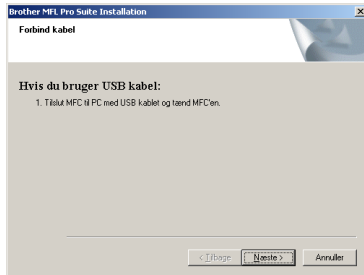 Brother MFL Pro Suite Installation
Forbind kabel
Hvis du bruger USB kabel:
1. Tilslut MFC til PC med USB kablet og tænd MFC'en.
< Tilbage
Næste >
Annuller